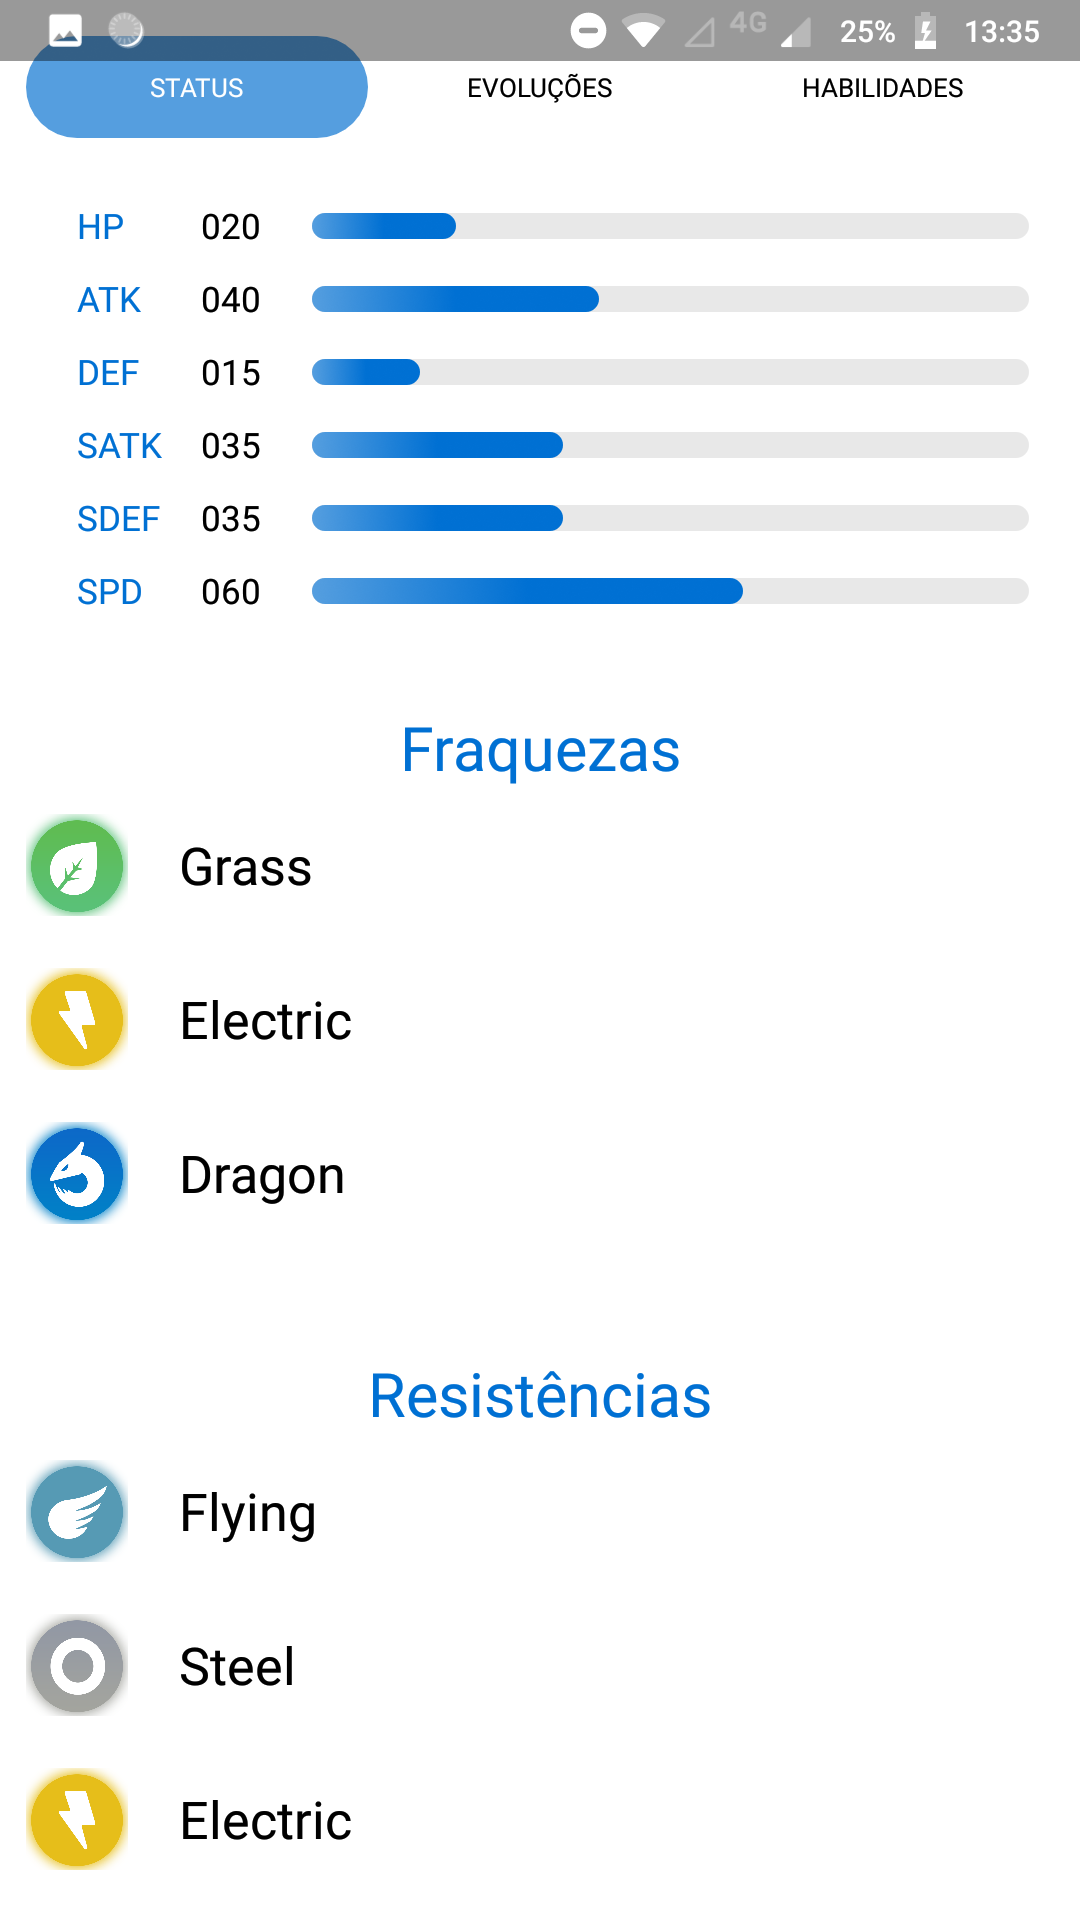 4G 25% 13:35
STATUS EVOLUÇÕES HABILIDADES
HP 020
ATK 040
DEF 015
SATK 035
SDEF 035
SPD 060
Fraquezas
Grass
Electric
Dragon
Resistências
Flying
Steel
Electric